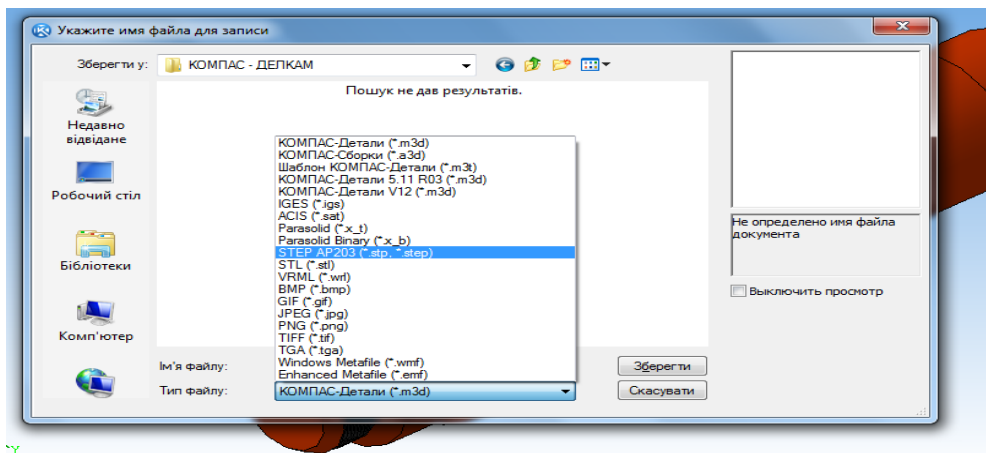 Укажите имя файла для записи
Зберегти у: КОМПАС - ДЕПКАМ
Пошук не дав результатів.
Недавно
відвідане
Робочий стіл
Бібліотеки
Комп'ютер
КОМПАС-Детали (*.m3d)
КОМПАС-Сборки (*.a3d)
Шаблон КОМПАС-Детали (*.m3t)
КОМПАС-Детали 5.11 R03 (*.m3d)
КОМПАС-Детали V12 (*.m3d)
IGES (*.igs)
ACIS (*.sat)
Parasolid (*.x_t)
Parasolid Binary (*.x_b)
STEP AP203 (*.stp, *.step)
STL (*.stl)
VRML (*.wrl)
BMP (*.bmp)
GIF (*.gif)
JPEG (*.jpg)
PNG (*.png)
TIFF (*.tif)
TGA (*.tga)
Windows Metafile (*.wmf)
Enhanced Metafile (*.emf)
Ім'я файлу:
Зберегти
Тип файлу: КОМПАС-Детали (*.m3d)
Скасувати
Не определено имя файла
документа
Выключить просмотр
Y